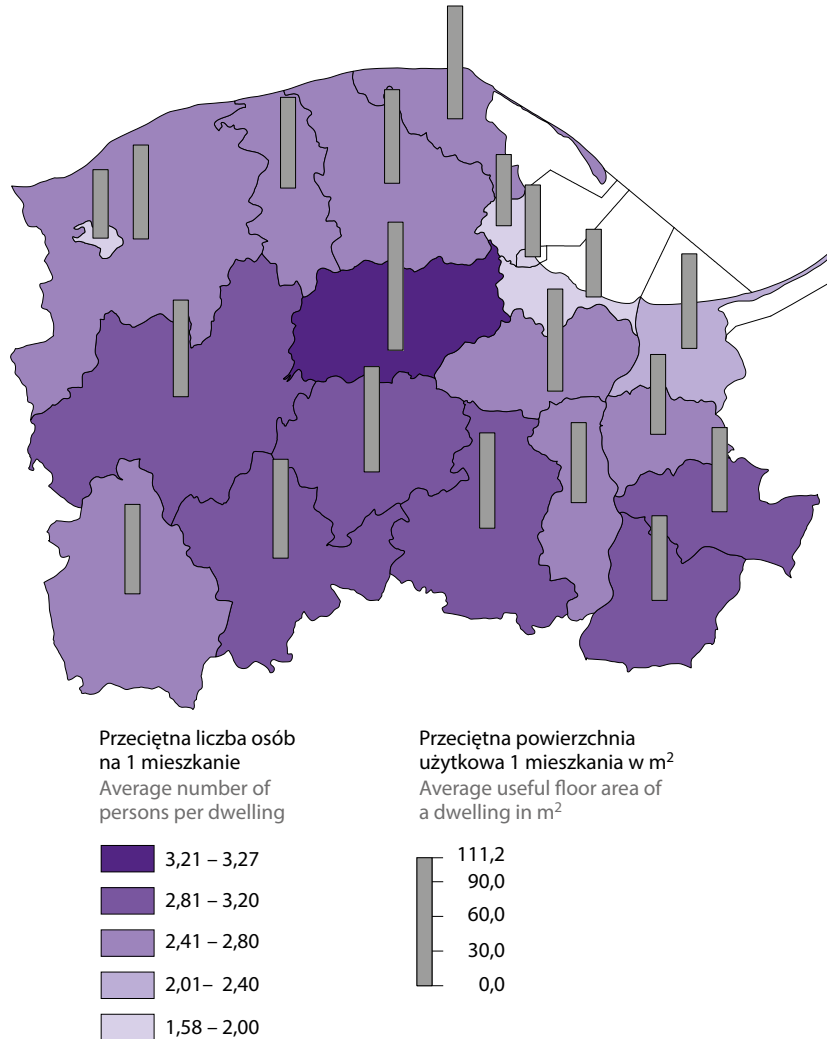 Przeciętna liczba osób
na 1 mieszkanie
Average number of
persons per dwelling
3,21 – 3,27
2,81 – 3,20
2,41 – 2,80
2,01– 2,40
1,58 – 2,00
Przeciętna powierzchnia
użytkowa 1 mieszkania w m²
Average useful floor area of
a dwelling in m²
111,2
90,0
60,0
30,0
0,0